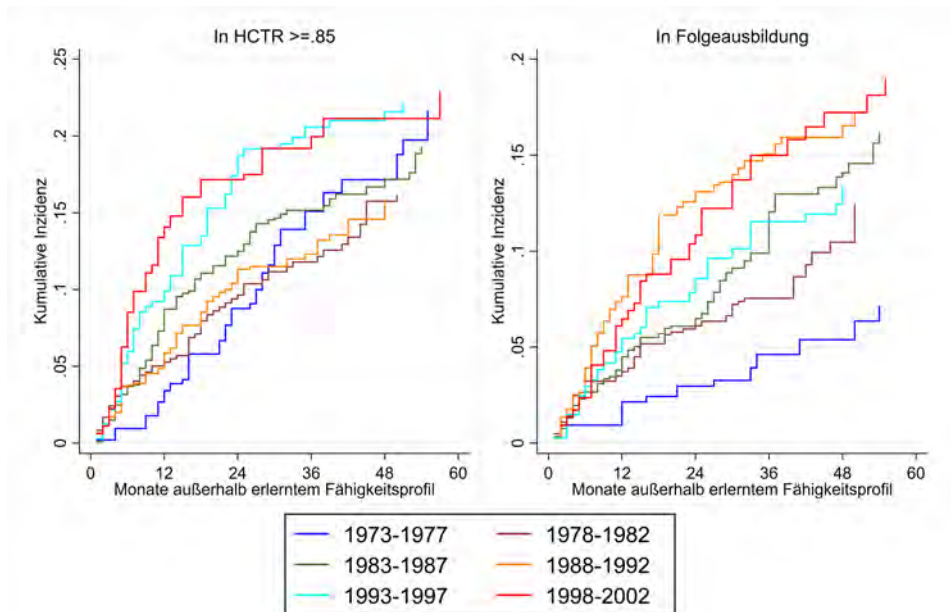 In HCTR >=.85
In Folgeausbildung
Kumulative Inzidenz
.25
.2
.15
.1
.05
0
0 12 24 36 48 60
Monate außerhalb erlerntem Fähigkeitsprofil
Kumulative Inzidenz
.2
.15
.1
.05
0
0 12 24 36 48 60
Monate außerhalb erlerntem Fähigkeitsprofil
1973-1977 1978-1982
1983-1987 1988-1992
1993-1997 1998-2002